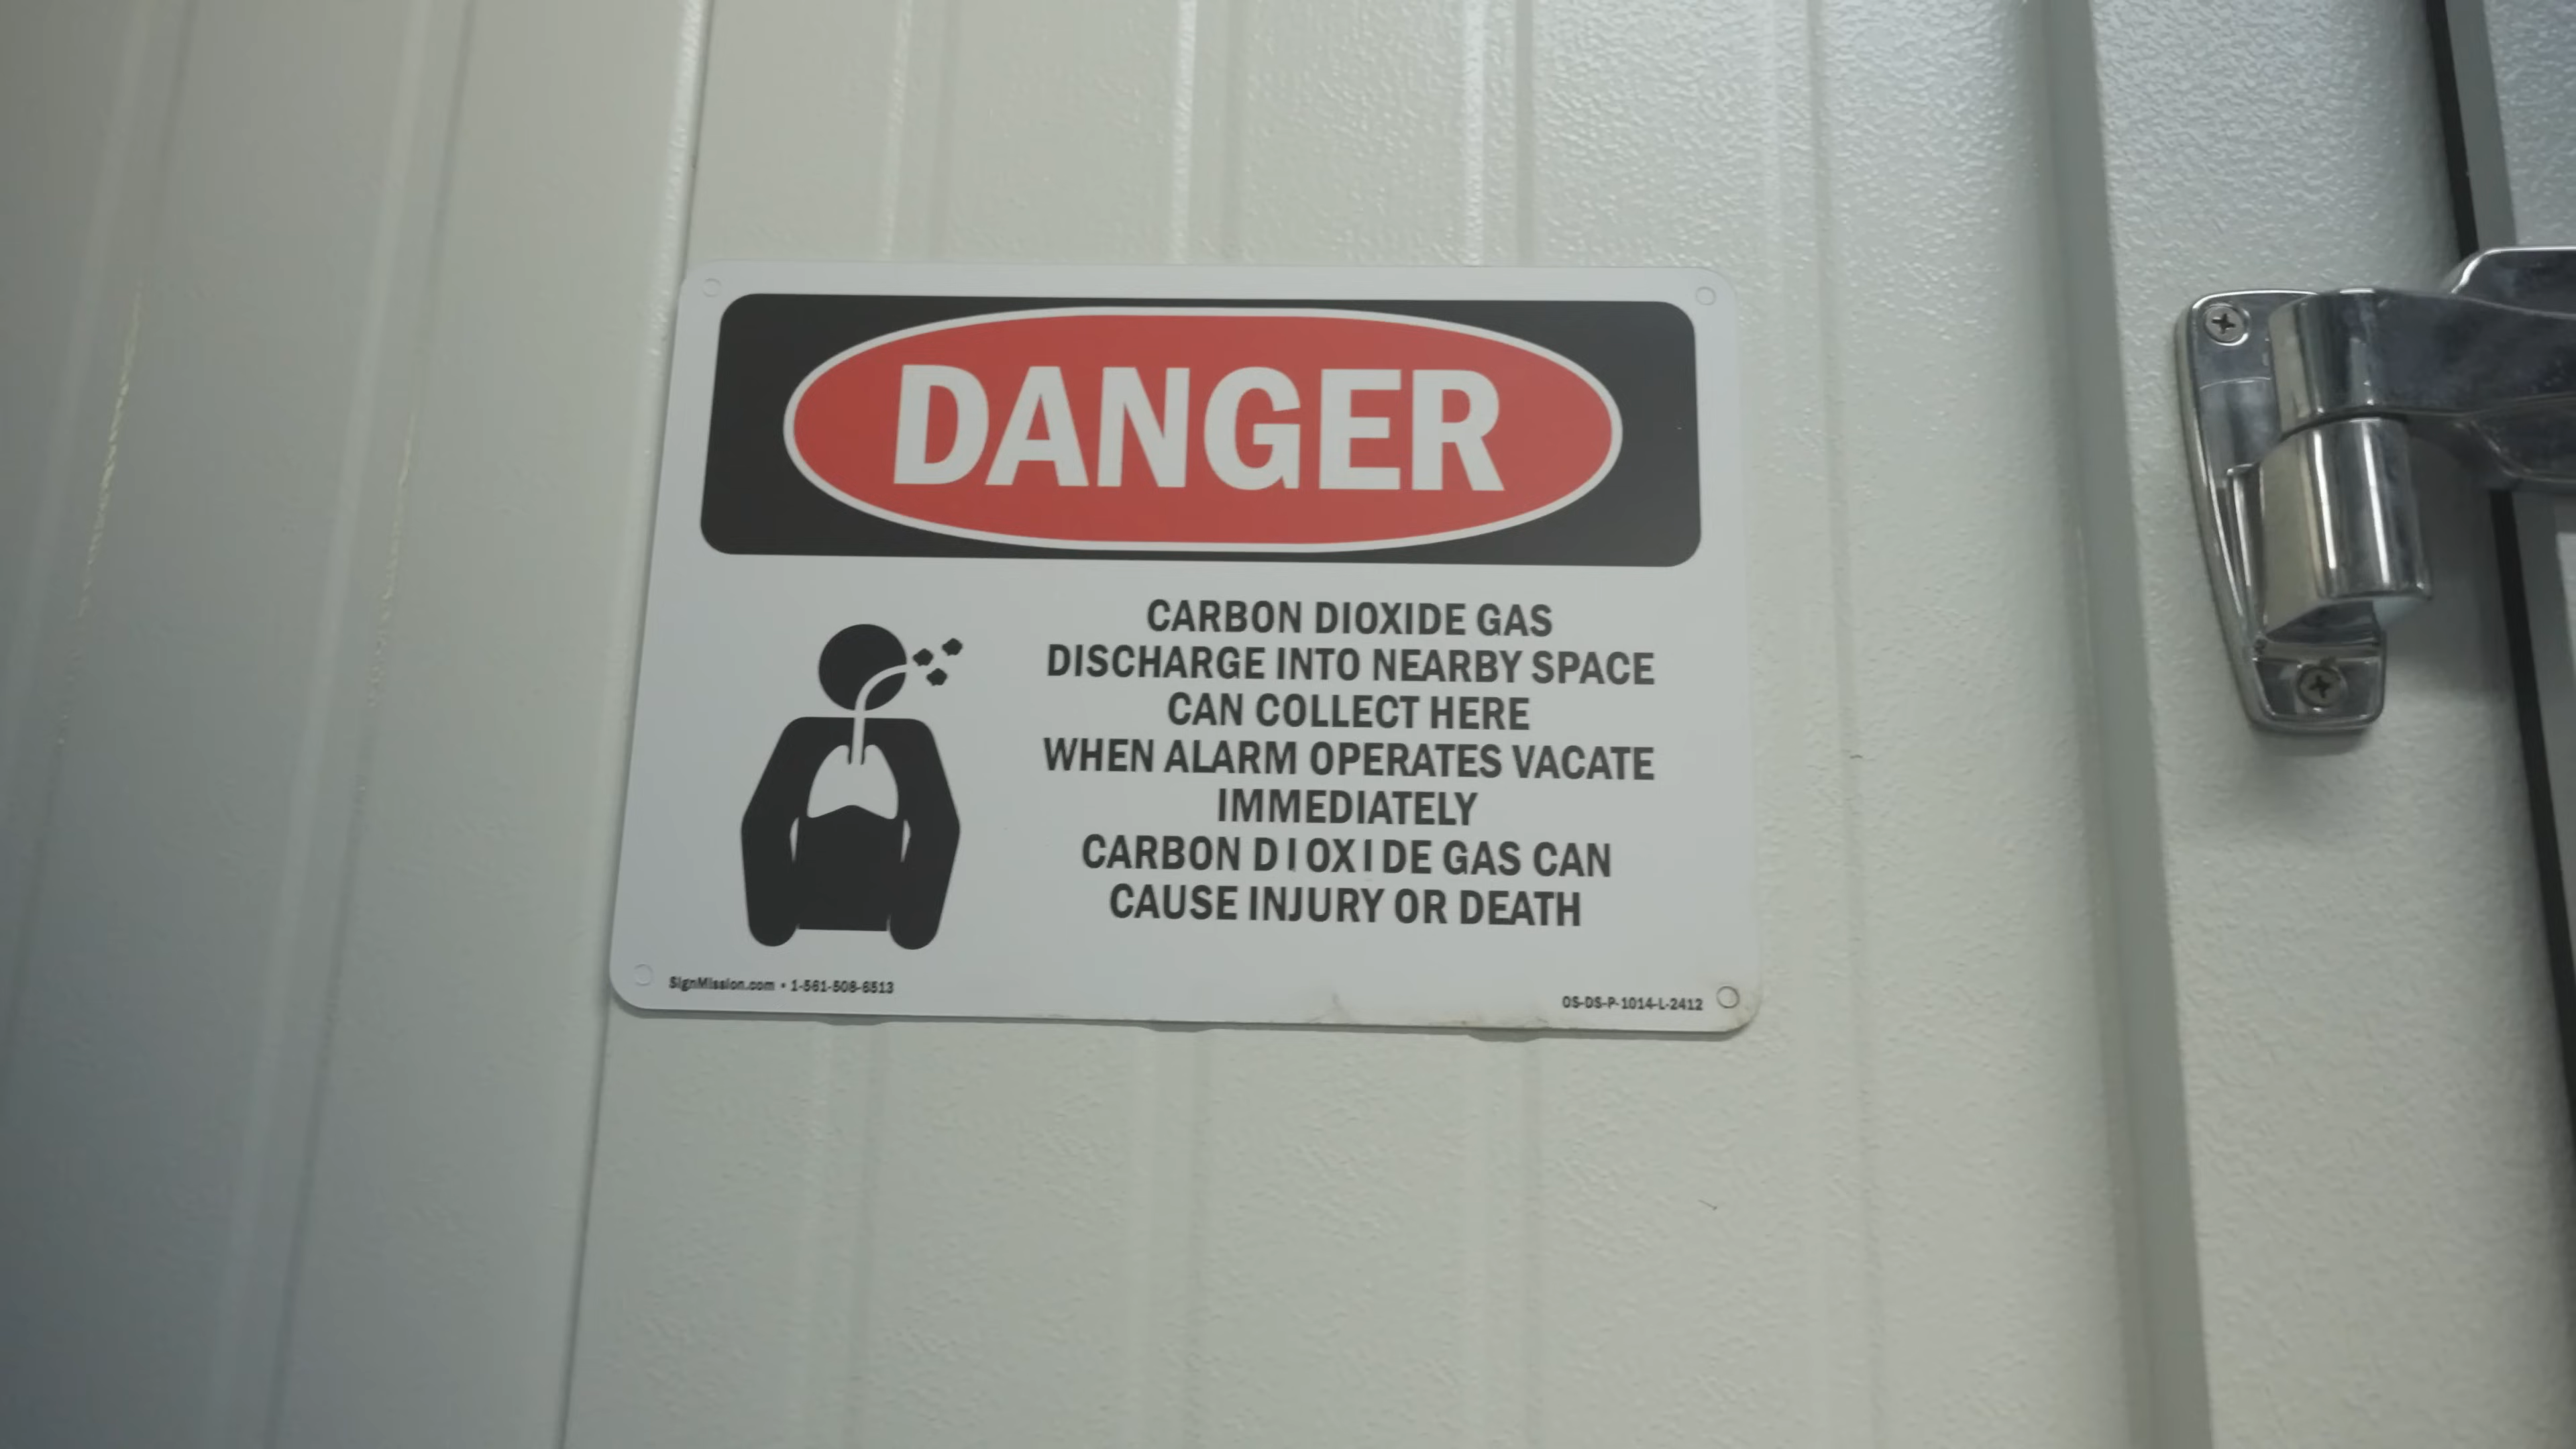 DANGER
CARBON DIOXIDE GAS
DISCHARGE INTO NEARBY SPACE
CAN COLLECT HERE
WHEN ALARM OPERATES VACATE
IMMEDIATELY
CARBON DIOXIDE GAS CAN
CAUSE INJURY OR DEATH
SignMission.com • 1-561-508-6513
OS-DS-P-1014-L-2412